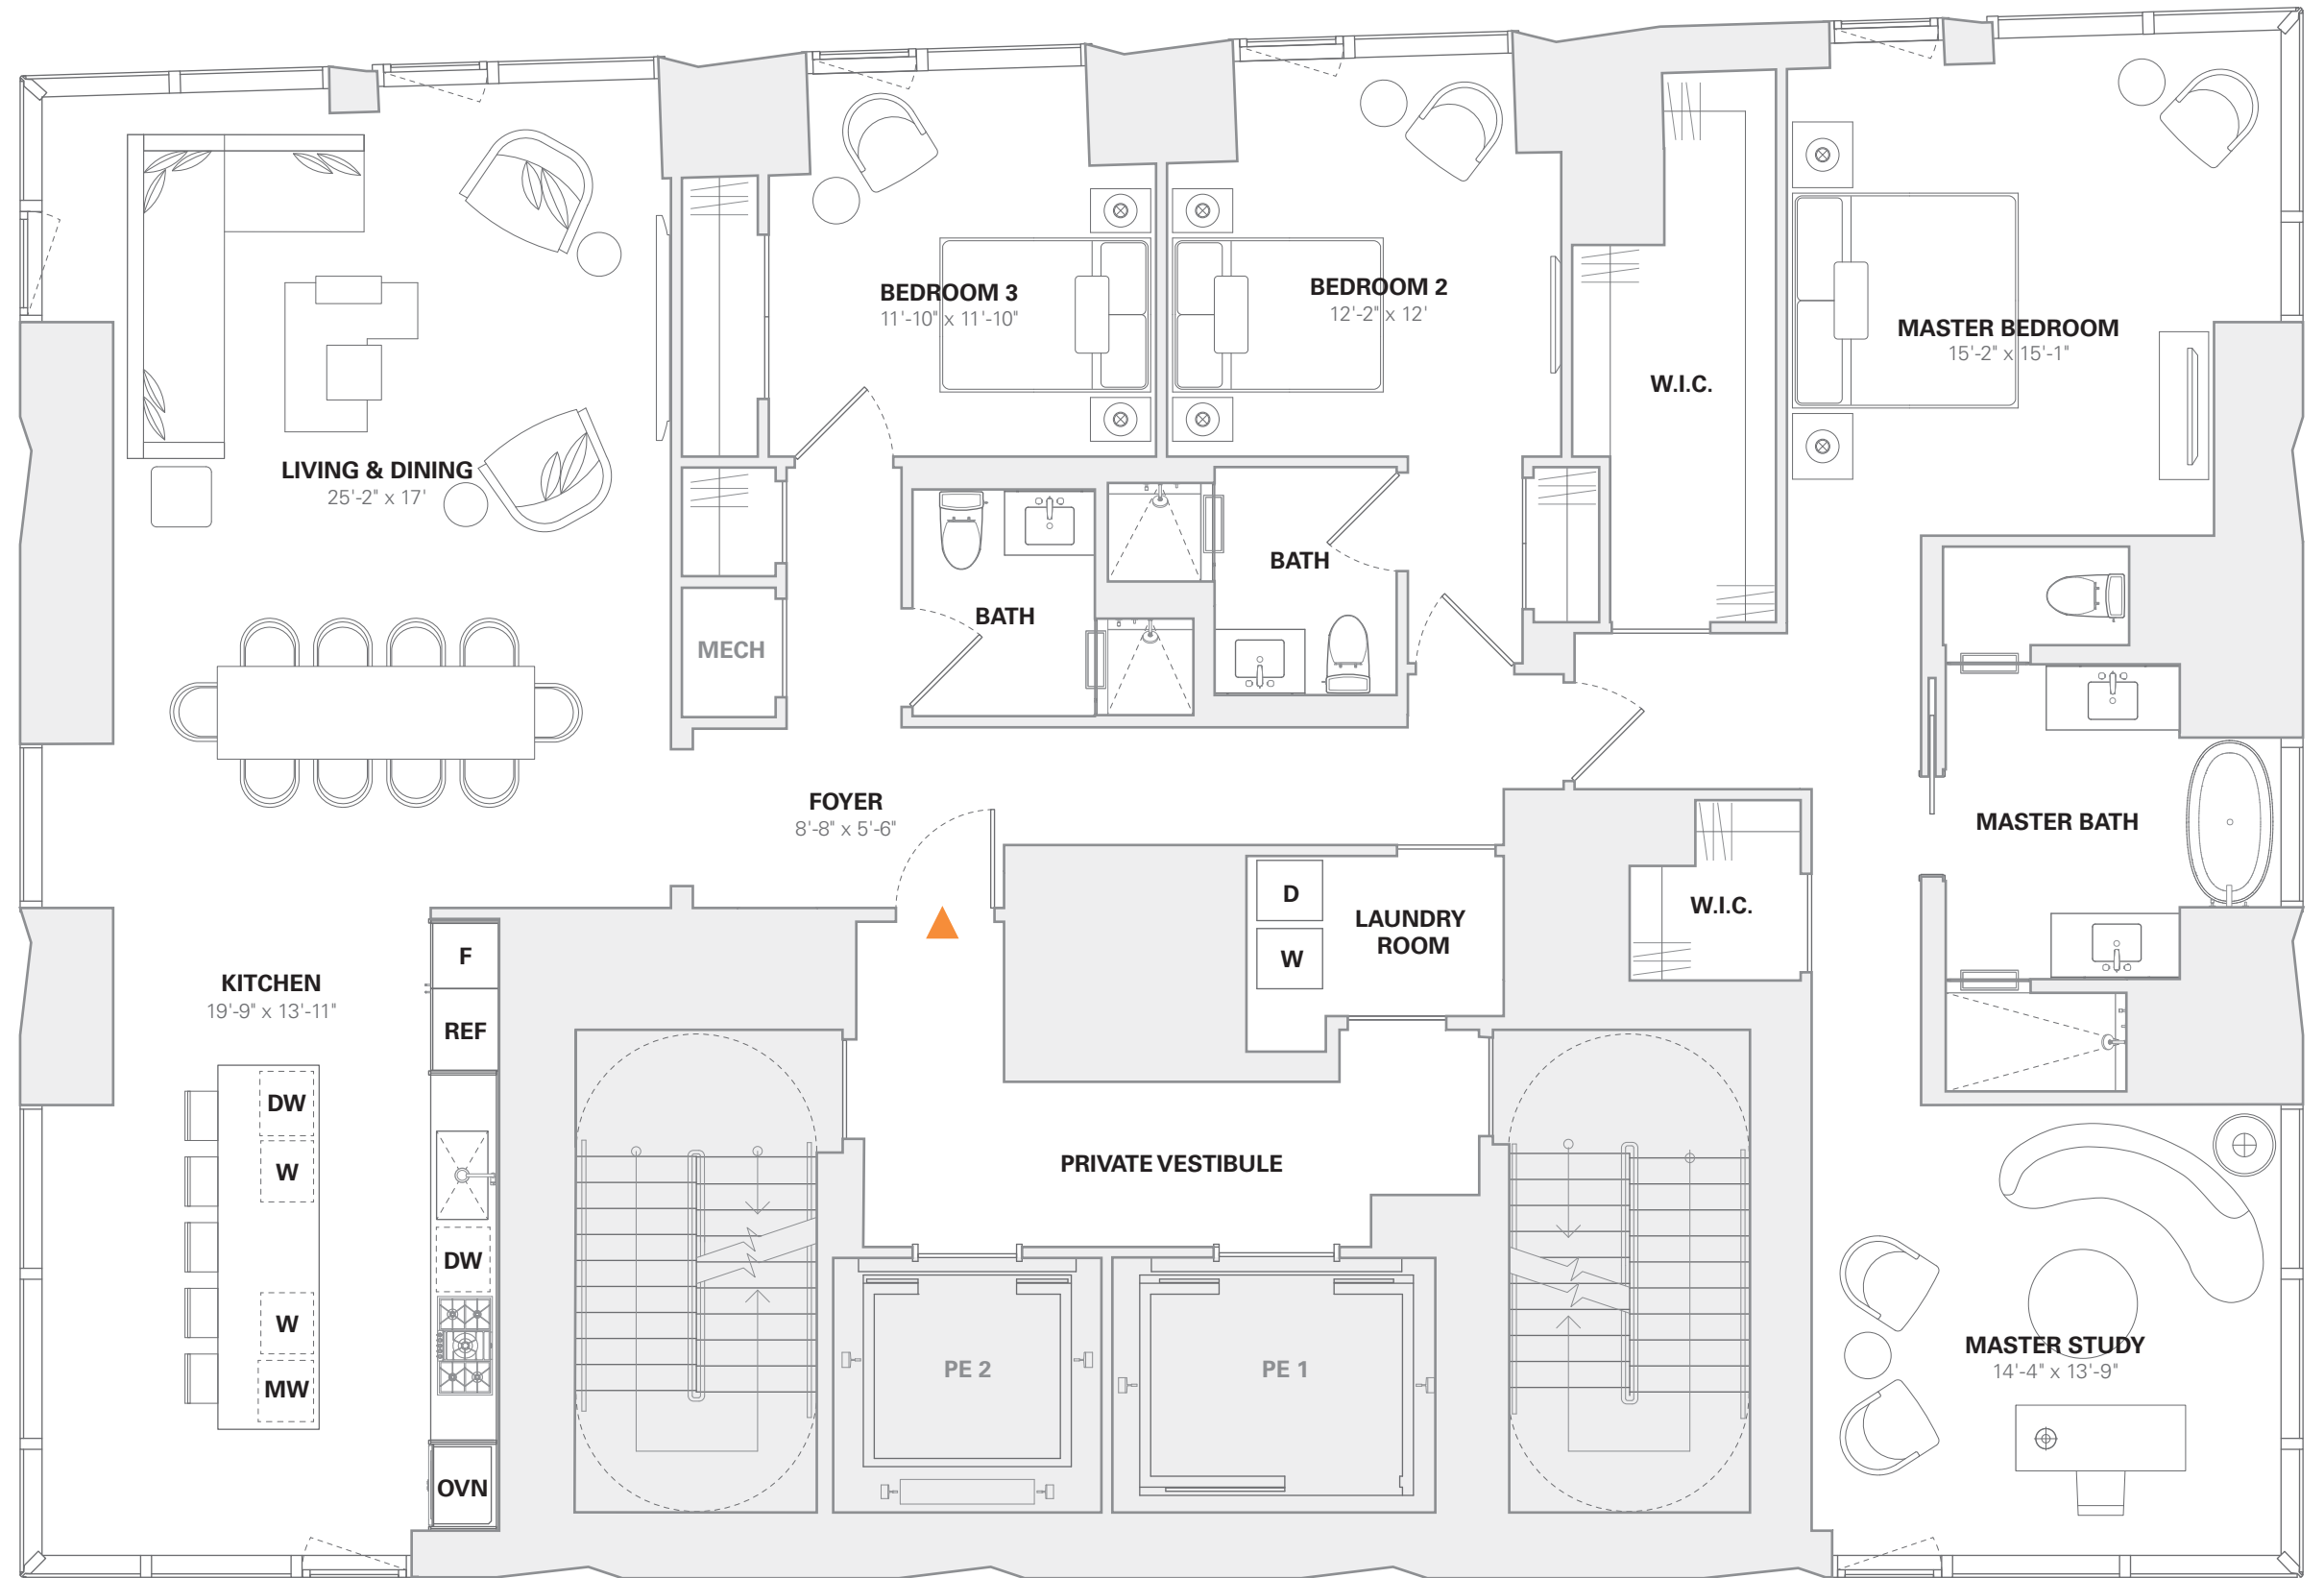 BEDROOM 3
11'-10" x 11'-10"
BEDROOM 2
12'-2" x 12'
MASTER BEDROOM
15'-2" x 15'-1"
W.I.C.
LIVING & DINING
25'-2" x 17'
BATH
BATH
MECH
FOYER
8'-8" x 5'-6"
MASTER BATH
D
W
LAUNDRY
ROOM
W.I.C.
KITCHEN
19'-9" x 13'-11"
F
REF
DW
W
DW
W
MW
OVN
PRIVATE VESTIBULE
PE 2
PE 1
MASTER STUDY
14'-4" x 13'-9"